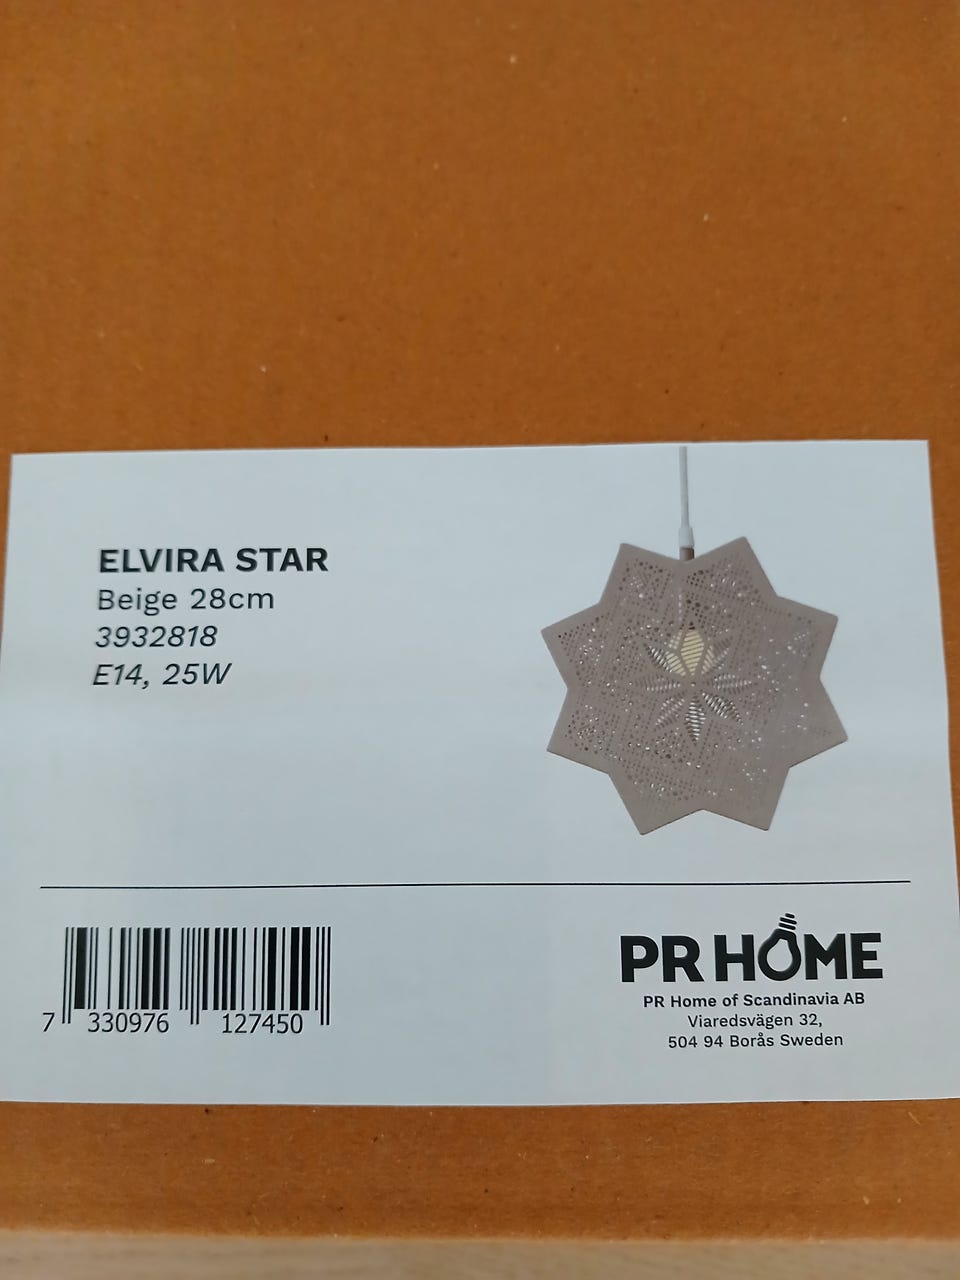 ELVIRA STAR
Beige 28cm
3932818
E14, 25W
7 330976 127450
PR HOME
PR Home of Scandinavia AB
Viaredsvägen 32,
504 94 Borås Sweden